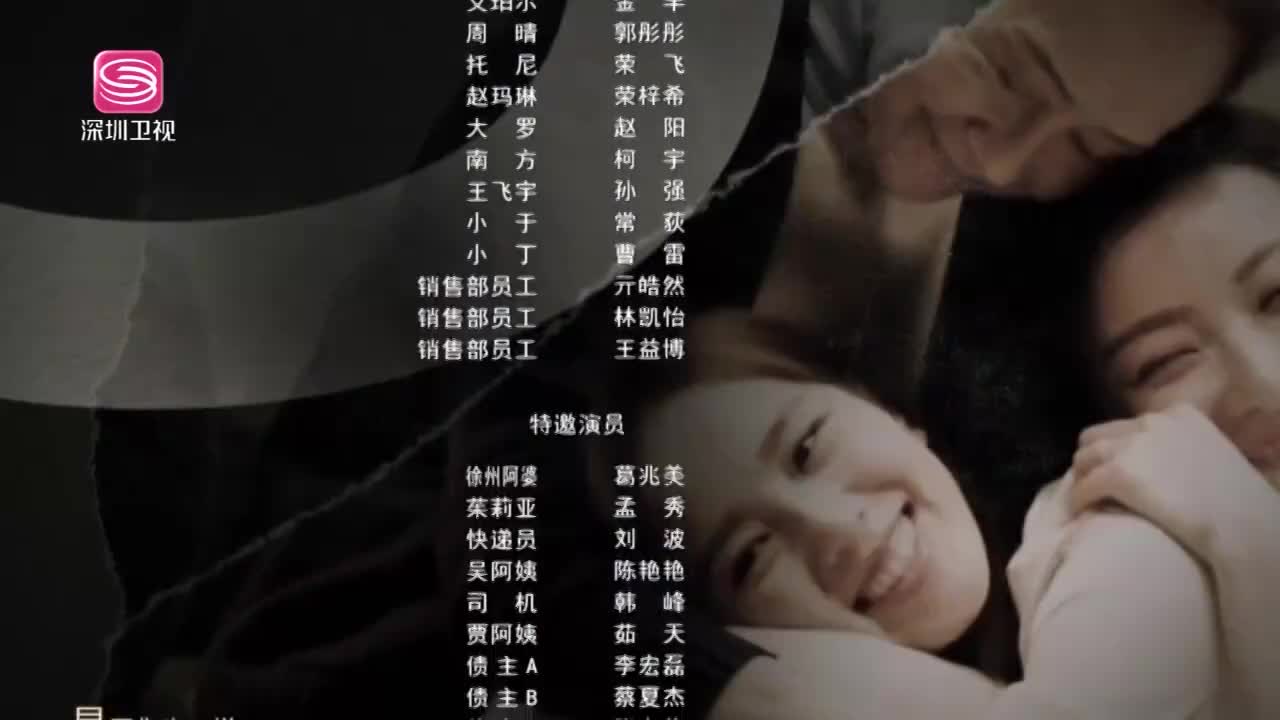 深圳卫视
周晴 郭彤彤
托尼 荣飞
赵玛琳 荣梓希
大罗 赵阳
南方 柯宇
王飞宇 孙强
小于 常荻
小丁 曹雷
销售部员工 亓皓然
销售部员工 林凯怡
销售部员工 王益博
特邀演员
徐州阿婆 葛兆美
茱莉亚 孟秀
快递员 刘波
吴阿姨 陈艳艳
司机 韩峰
贾阿姨 茹天
债主A 李宏磊
债主B 蔡夏杰